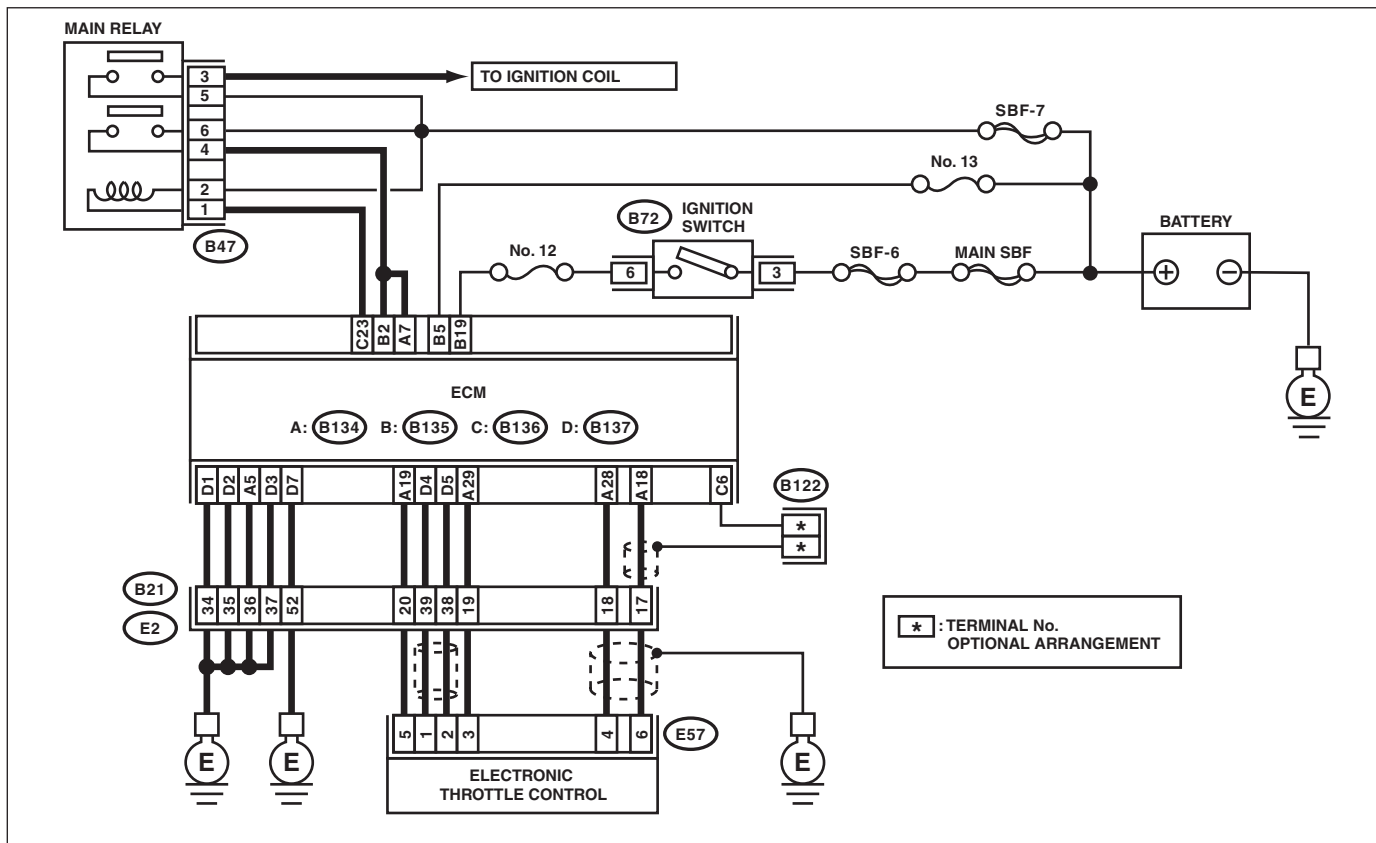 MAIN RELAY
3
TO IGNITION COIL
5
SBF-7
6
4
No. 13
2
1
B72
IGNITION
SWITCH
BATTERY
B47
No. 12
6
3
SBF-6
MAIN SBF
+
−
C23
B2
A7
B5
B19
E
ECM
A: B134 B: B135 C: B136 D: B137
D1
D2
A5
D3
D7
A19
D4
D5
A29
A28
A18
C6
B122
*
*
B21
34
35
36
37
52
20
39
38
19
18
17
E2
* : TERMINAL No.
OPTIONAL ARRANGEMENT
5
1
2
3
4
6
E57
E
E
E
ELECTRONIC
THROTTLE CONTROL